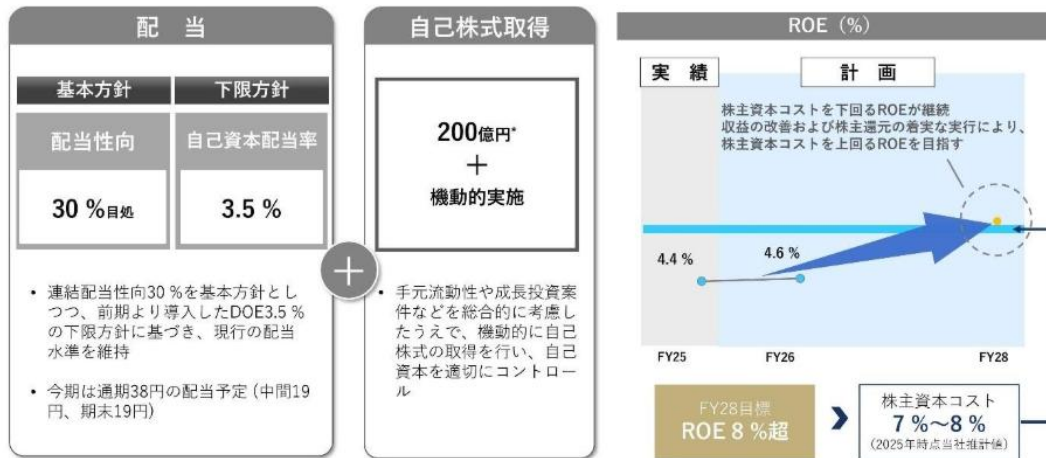 配 当
基本方針
下限方針
配当性向
自己資本配当率
30 %目処
3.5 %
• 連結配当性向30 %を基本方針とし
つつ、前期より導入したDOE3.5 %
の下限方針に基づき、現行の配当
水準を維持
• 今期は通期38円の配当予定 (中間19
円、期末19円)
+
自己株式取得
200億円*
+
機動的実施
• 手元流動性や成長投資案
件などを総合的に考慮し
たうえで、機動的に自己
株式の取得を行い、自己
資本を適切にコントロー
ル
ROE (%)
実 績
計 画
株主資本コストを下回るROEが継続
収益の改善および株主還元の着実な実行により、
株主資本コストを上回るROEを目指す
4.4 %
4.6 %
FY25
FY26
FY28
FY28目標
ROE 8 %超
株主資本コスト
7 %~8 %
(2025年時点当社推計値)